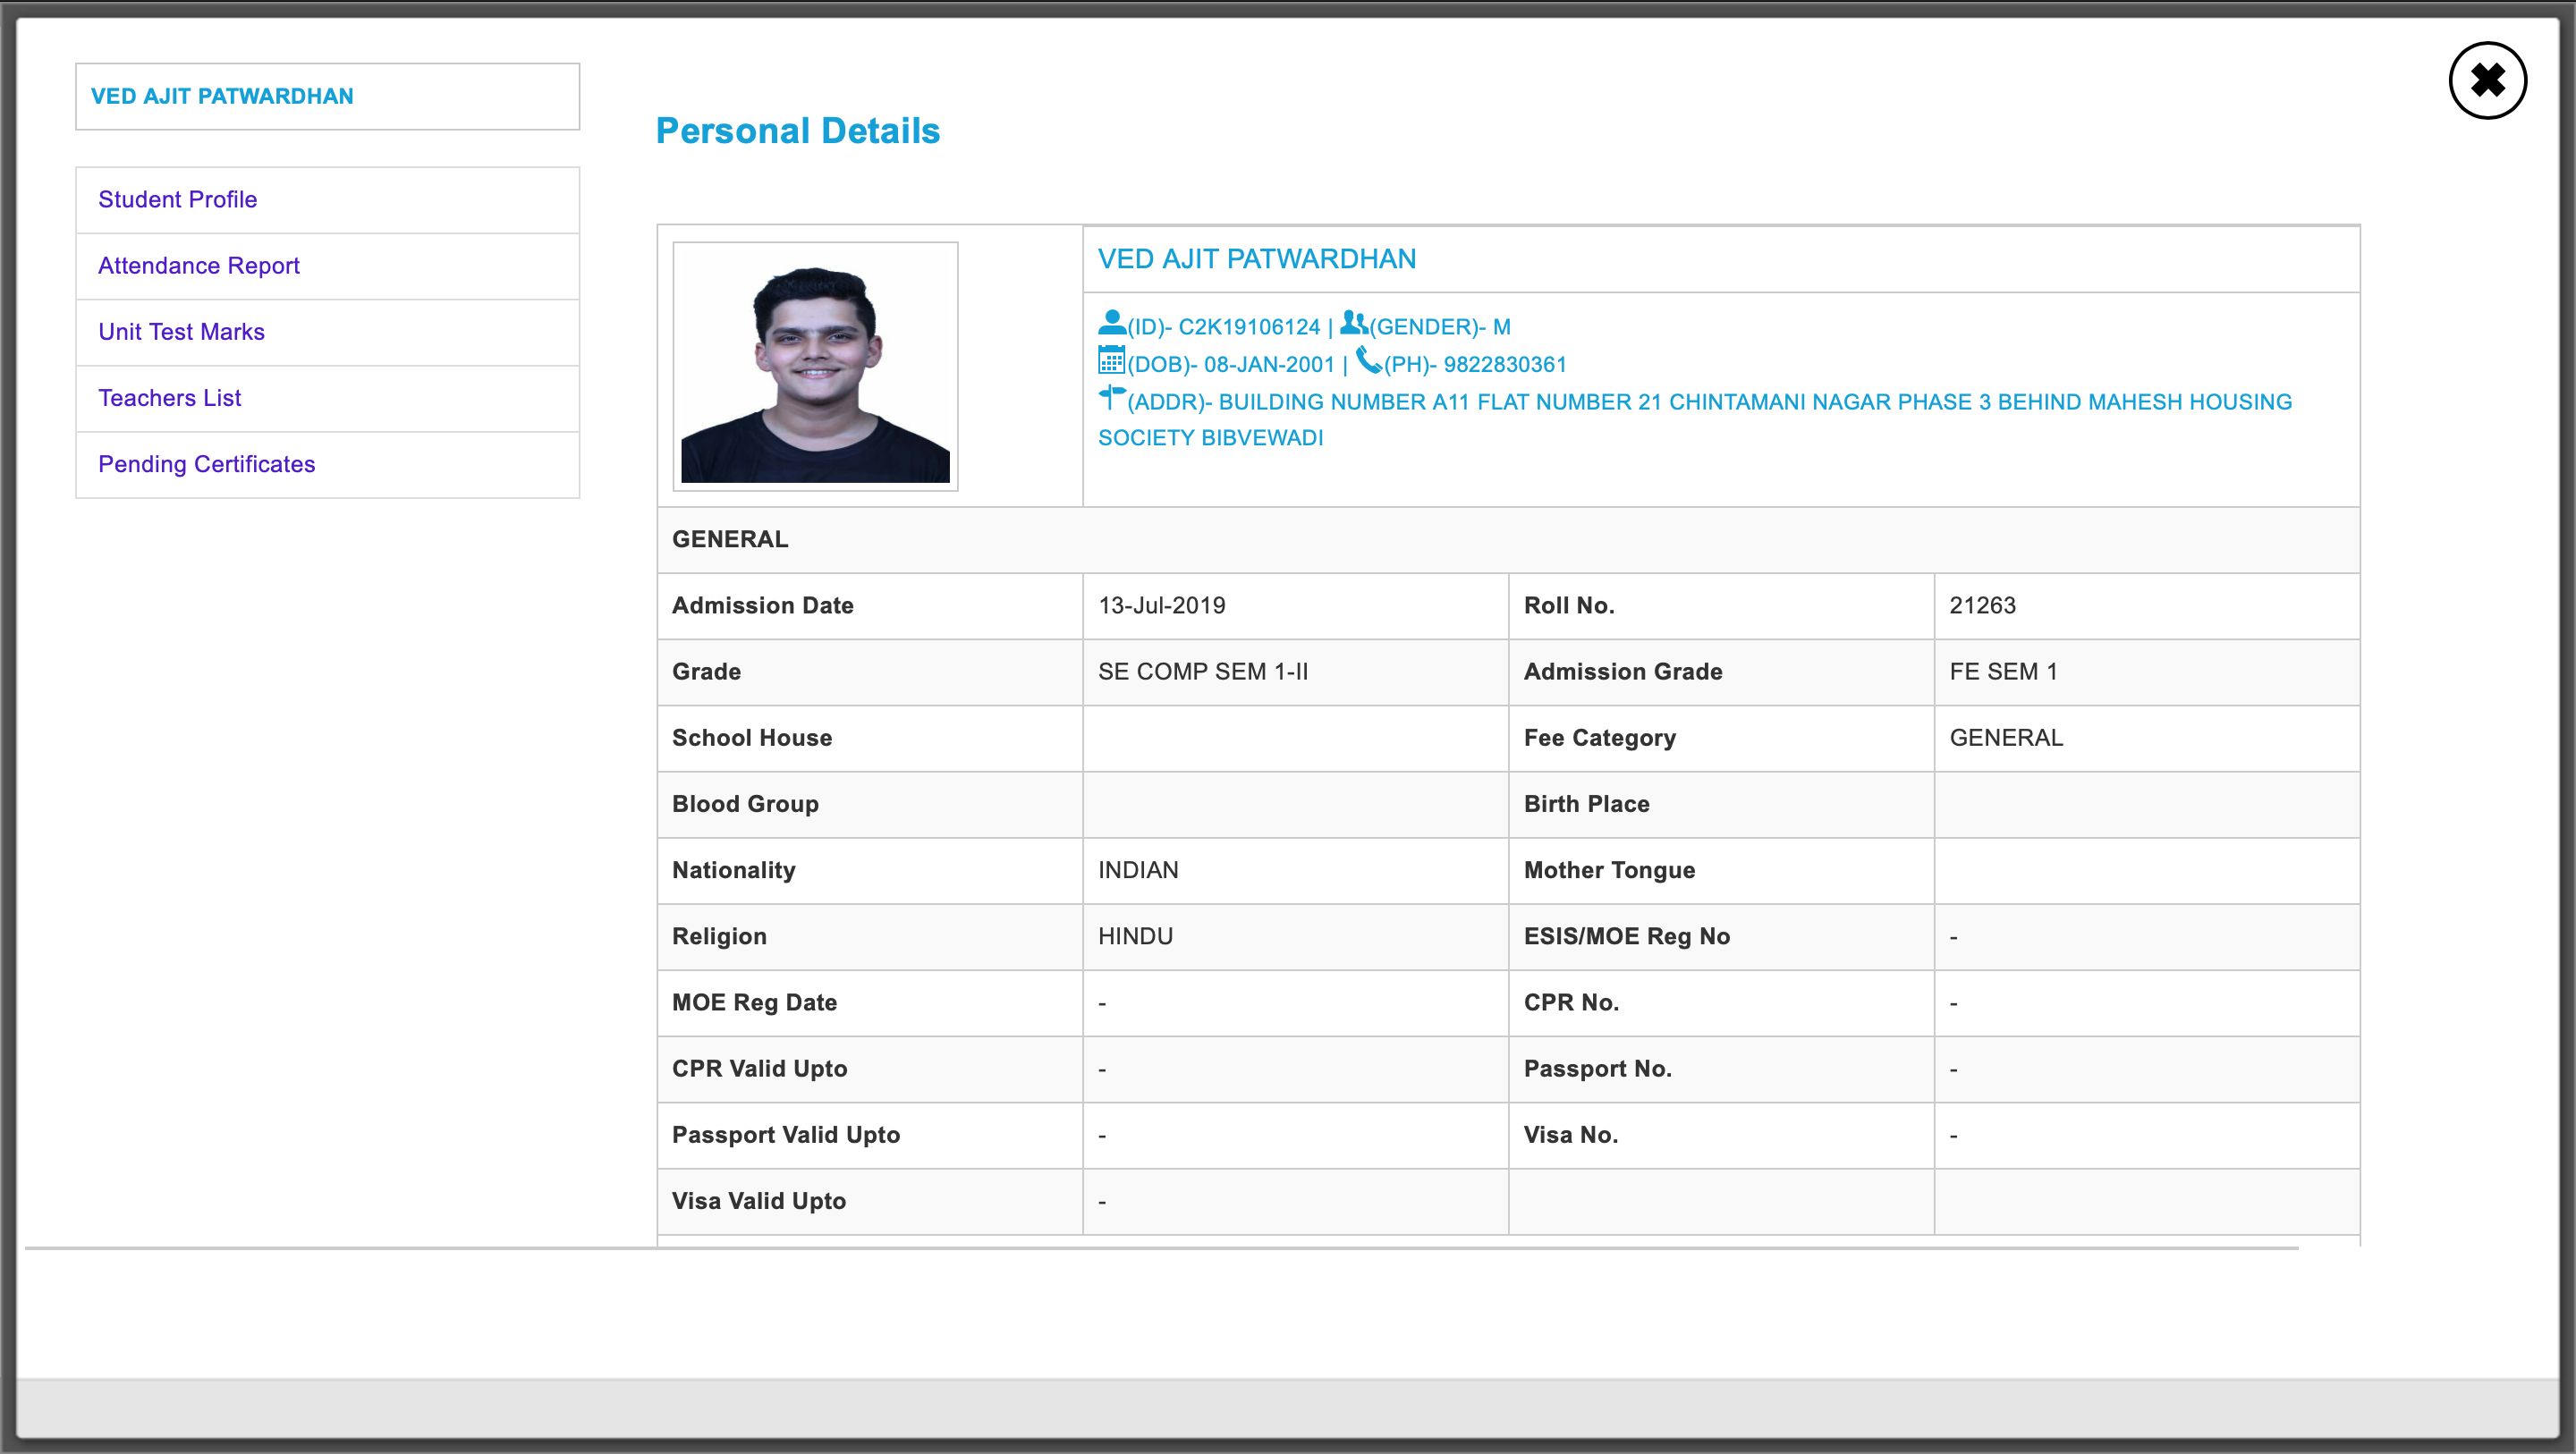 VED AJIT PATWARDHAN
Student Profile
Attendance Report
Unit Test Marks
Teachers List
Pending Certificates
Personal Details
VED AJIT PATWARDHAN
(ID)- C2K19106124 | (GENDER)- M
(DOB)- 08-JAN-2001 | (PH)- 9822830361
(ADDR)- BUILDING NUMBER A11 FLAT NUMBER 21 CHINTAMANI NAGAR PHASE 3 BEHIND MAHESH HOUSING
SOCIETY BIBVEWADI
GENERAL
Admission Date 13-Jul-2019 Roll No. 21263
Grade SE COMP SEM 1-II Admission Grade FE SEM 1
School House Fee Category GENERAL
Blood Group Birth Place
Nationality INDIAN Mother Tongue
Religion HINDU ESIS/MOE Reg No -
MOE Reg Date - CPR No. -
CPR Valid Upto - Passport No. -
Passport Valid Upto - Visa No. -
Visa Valid Upto -